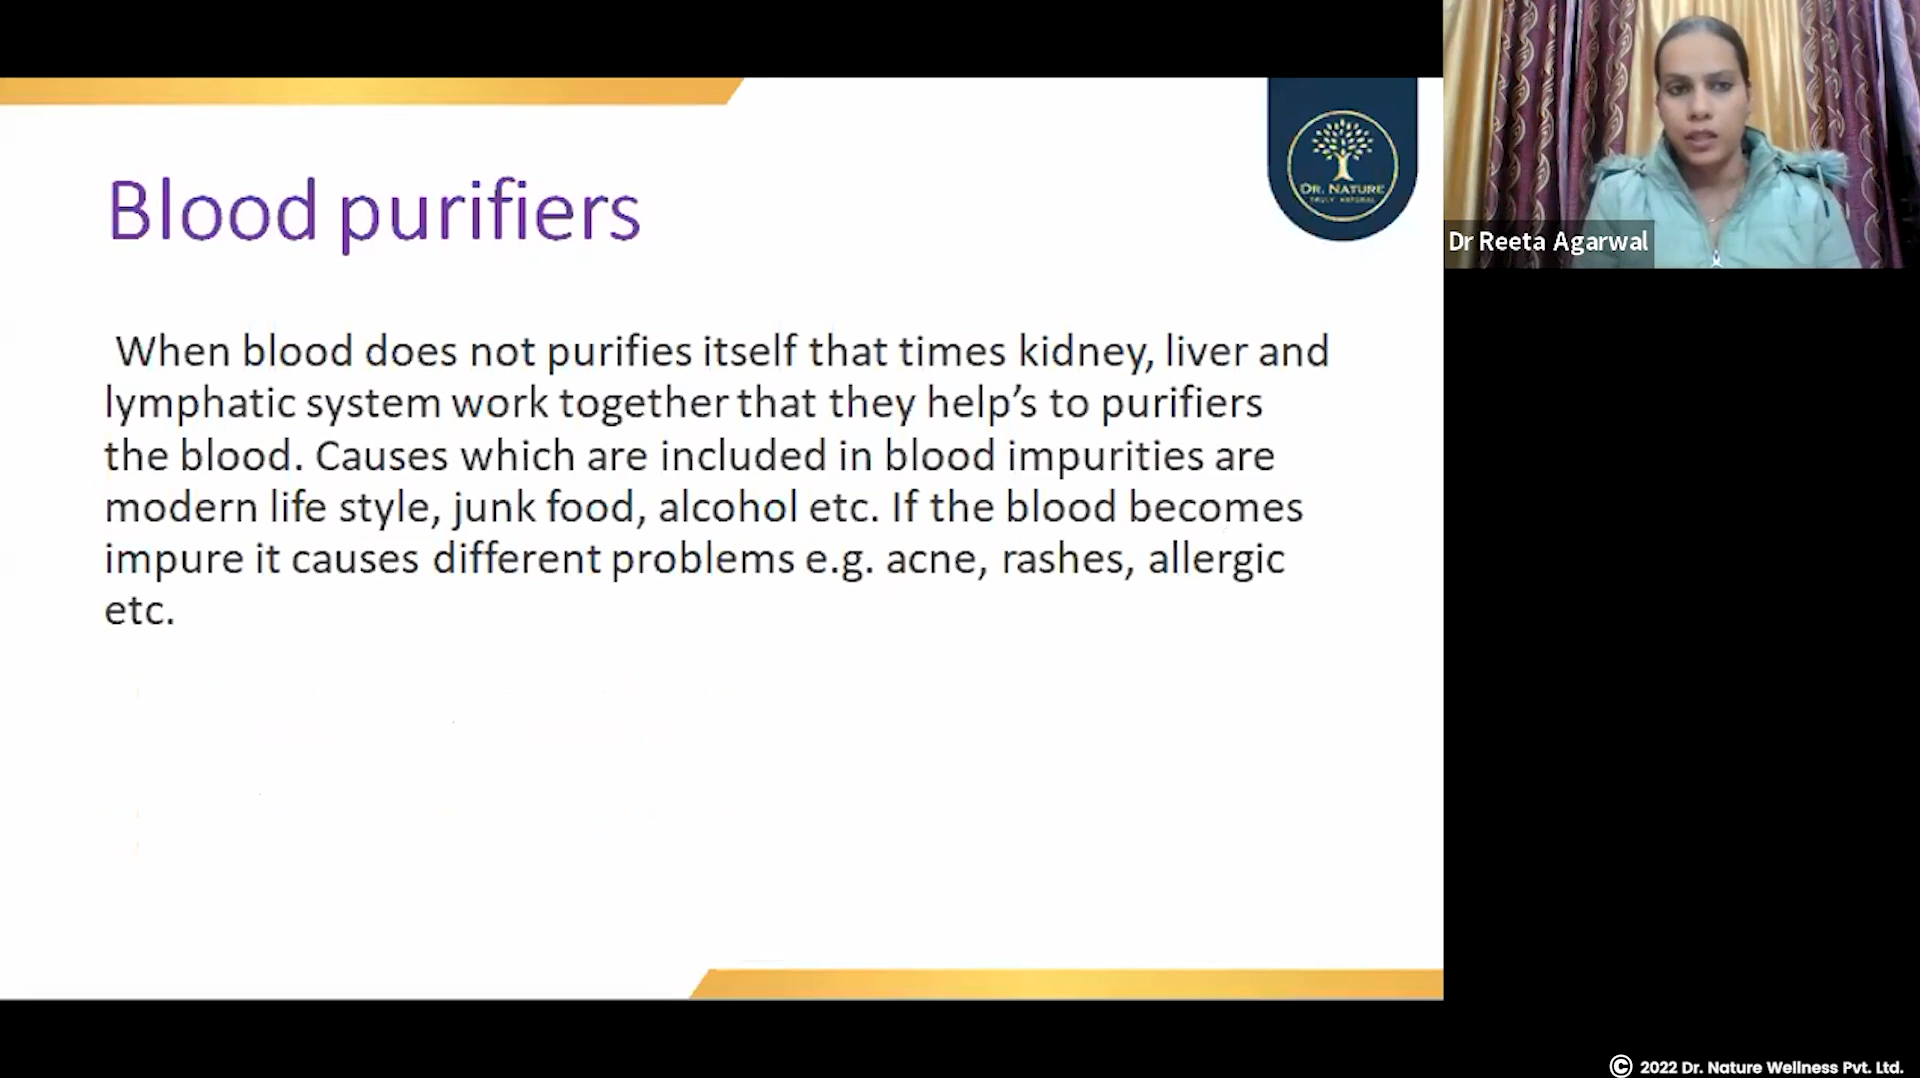 Blood purifiers
DR. NATURE
TRULY NATURAL
Dr Reeta Agarwal
When blood does not purifies itself that times kidney, liver and
lymphatic system work together that they help’s to purifiers
the blood. Causes which are included in blood impurities are
modern life style, junk food, alcohol etc. If the blood becomes
impure it causes different problems e.g. acne, rashes, allergic
etc.
© 2022 Dr. Nature Wellness Pvt. Ltd.